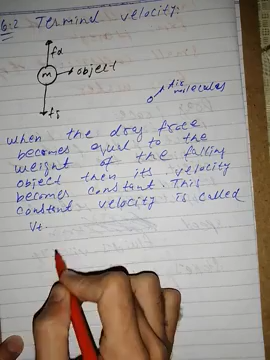 6.2 Terminal velocity:
fd
m object
Air
molecules
fg
when the drag force
becomes equal to the
weight of the falling
object then its velocity
becomes constant. This
constant velocity is called
Vt.